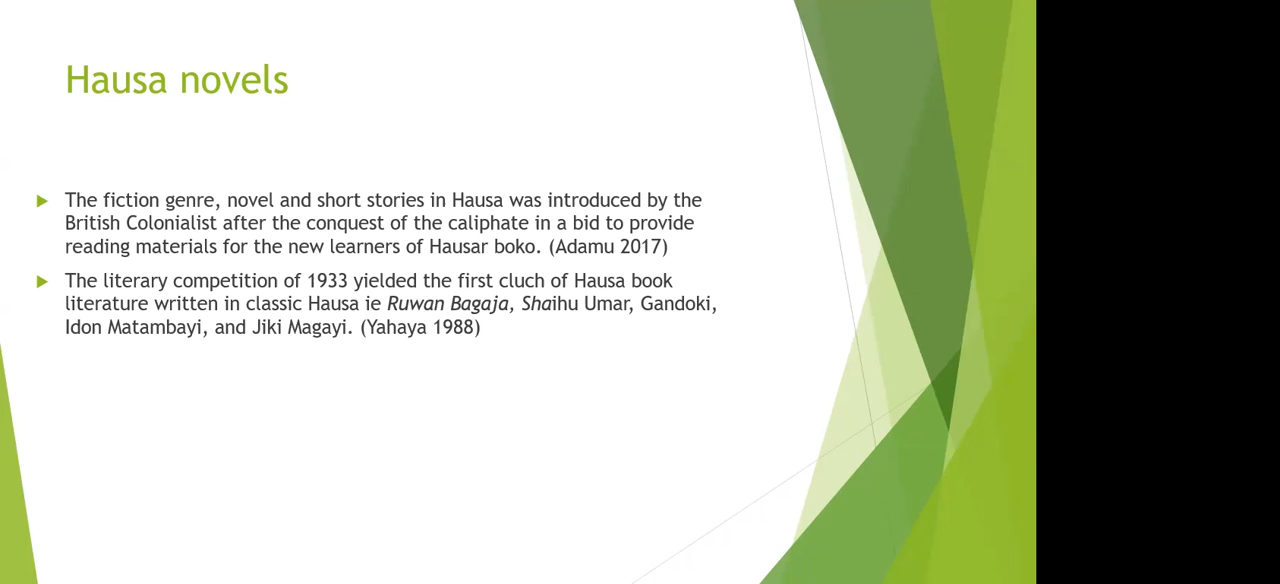 Hausa novels
The fiction genre, novel and short stories in Hausa was introduced by the
British Colonialist after the conquest of the caliphate in a bid to provide
reading materials for the new learners of Hausar boko. (Adamu 2017)
The literary competition of 1933 yielded the first cluch of Hausa book
literature written in classic Hausa ie Ruwan Bagaja, Shaihu Umar, Gandoki,
Idon Matambayi, and Jiki Magayi. (Yahaya 1988)